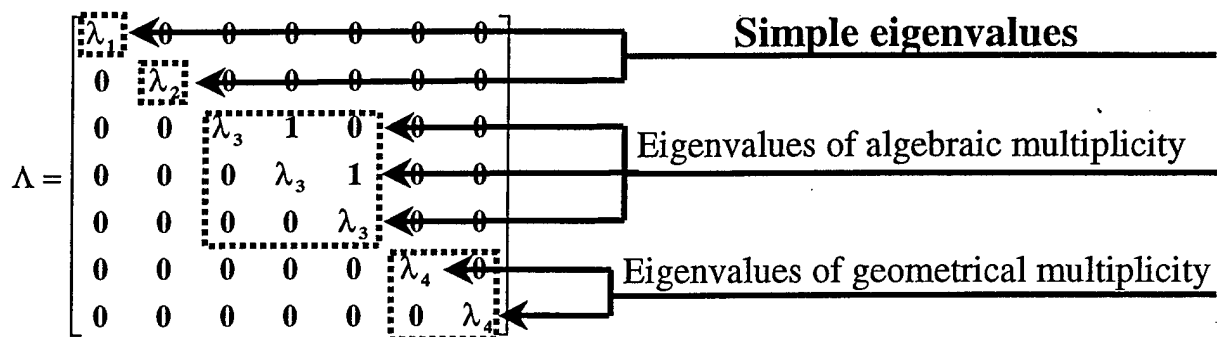 λ₁ 0 0 0 0 0 0 Simple eigenvalues
0 λ₂ 0 0 0 0 0
0 0 λ₃ 1 0 0 0 Eigenvalues of algebraic multiplicity
Λ = 0 0 0 λ₃ 1 0 0
0 0 0 0 λ₃ 0 0
0 0 0 0 0 λ₄ 0 Eigenvalues of geometrical multiplicity
0 0 0 0 0 0 λ₄